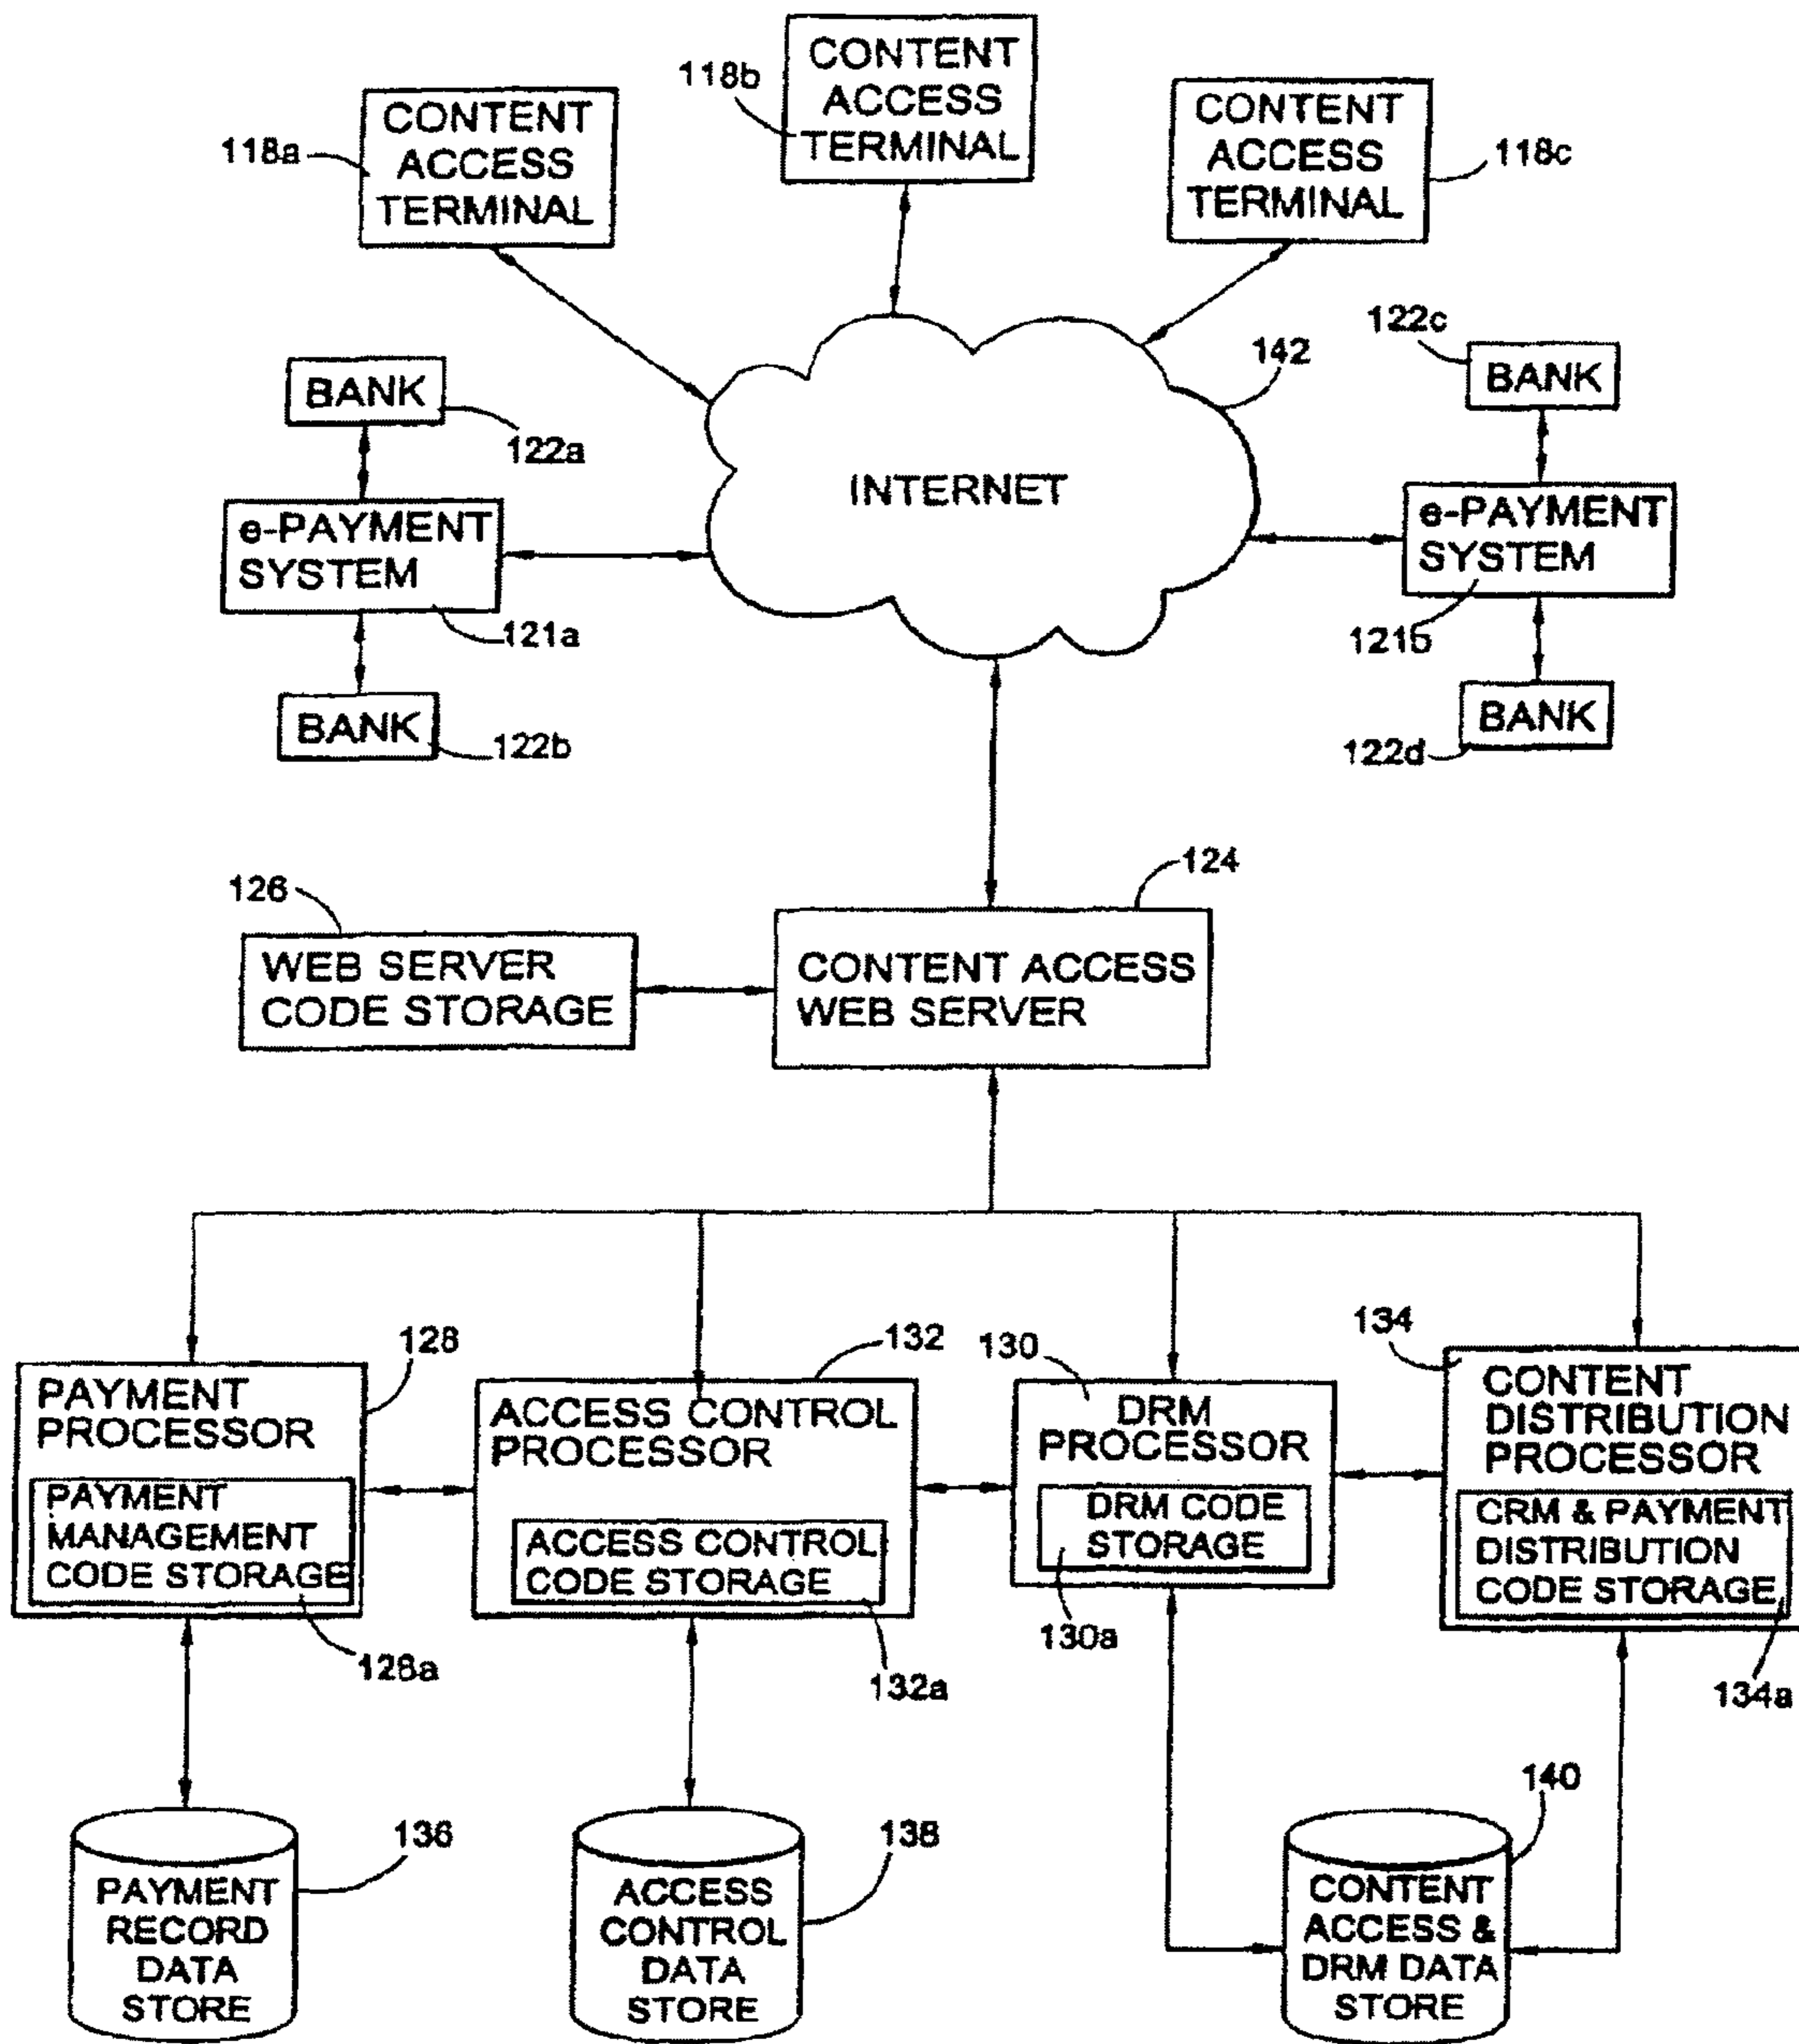 CONTENT
ACCESS
TERMINAL
118a
CONTENT
ACCESS
TERMINAL
118b
CONTENT
ACCESS
TERMINAL
118c
INTERNET
142
BANK
122a
e-PAYMENT
SYSTEM
121a
BANK
122b
122c
BANK
e-PAYMENT
SYSTEM
121b
BANK
122d
124
126
WEB SERVER
CODE STORAGE
CONTENT ACCESS
WEB SERVER
128
PAYMENT
PROCESSOR
PAYMENT
MANAGEMENT
CODE STORAGE
128a
132
ACCESS CONTROL
PROCESSOR
ACCESS CONTROL
CODE STORAGE
132a
130
DRM
PROCESSOR
DRM CODE
STORAGE
130a
134
CONTENT
DISTRIBUTION
PROCESSOR
CRM & PAYMENT
DISTRIBUTION
CODE STORAGE
134a
136
PAYMENT
RECORD
DATA
STORE
138
ACCESS
CONTROL
DATA
STORE
140
CONTENT
ACCESS &
DRM DATA
STORE